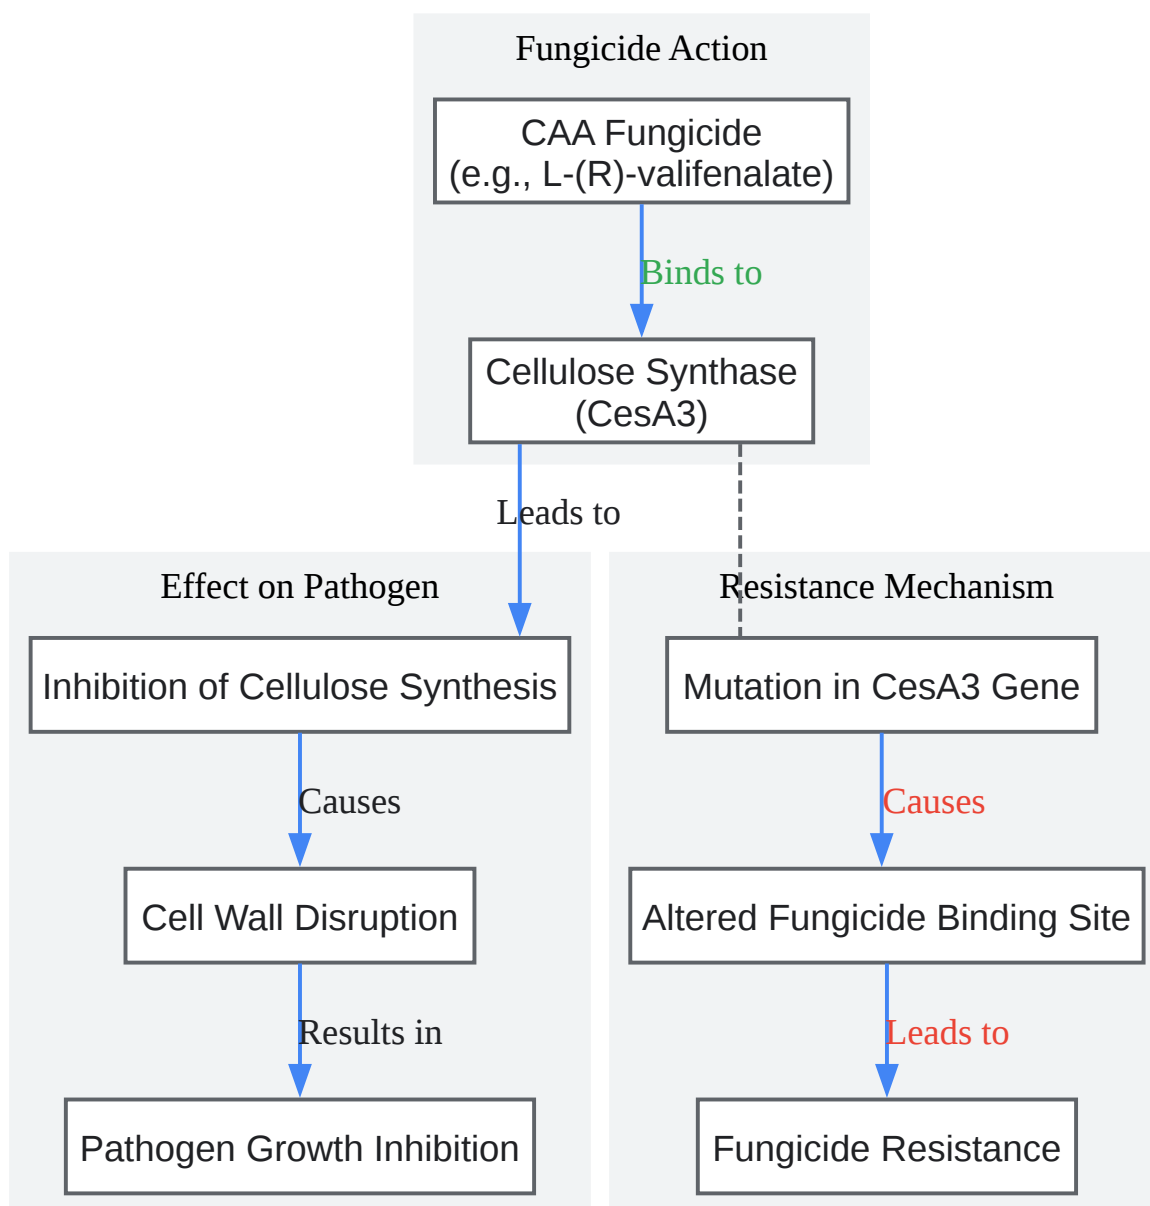 Fungicide Action
CAA Fungicide
(e.g., L-(R)-valifenalate)
Binds to
Cellulose Synthase
(CesA3)
Leads to
Effect on Pathogen
Inhibition of Cellulose Synthesis
Causes
Cell Wall Disruption
Results in
Pathogen Growth Inhibition
Resistance Mechanism
Mutation in CesA3 Gene
Causes
Altered Fungicide Binding Site
Leads to
Fungicide Resistance